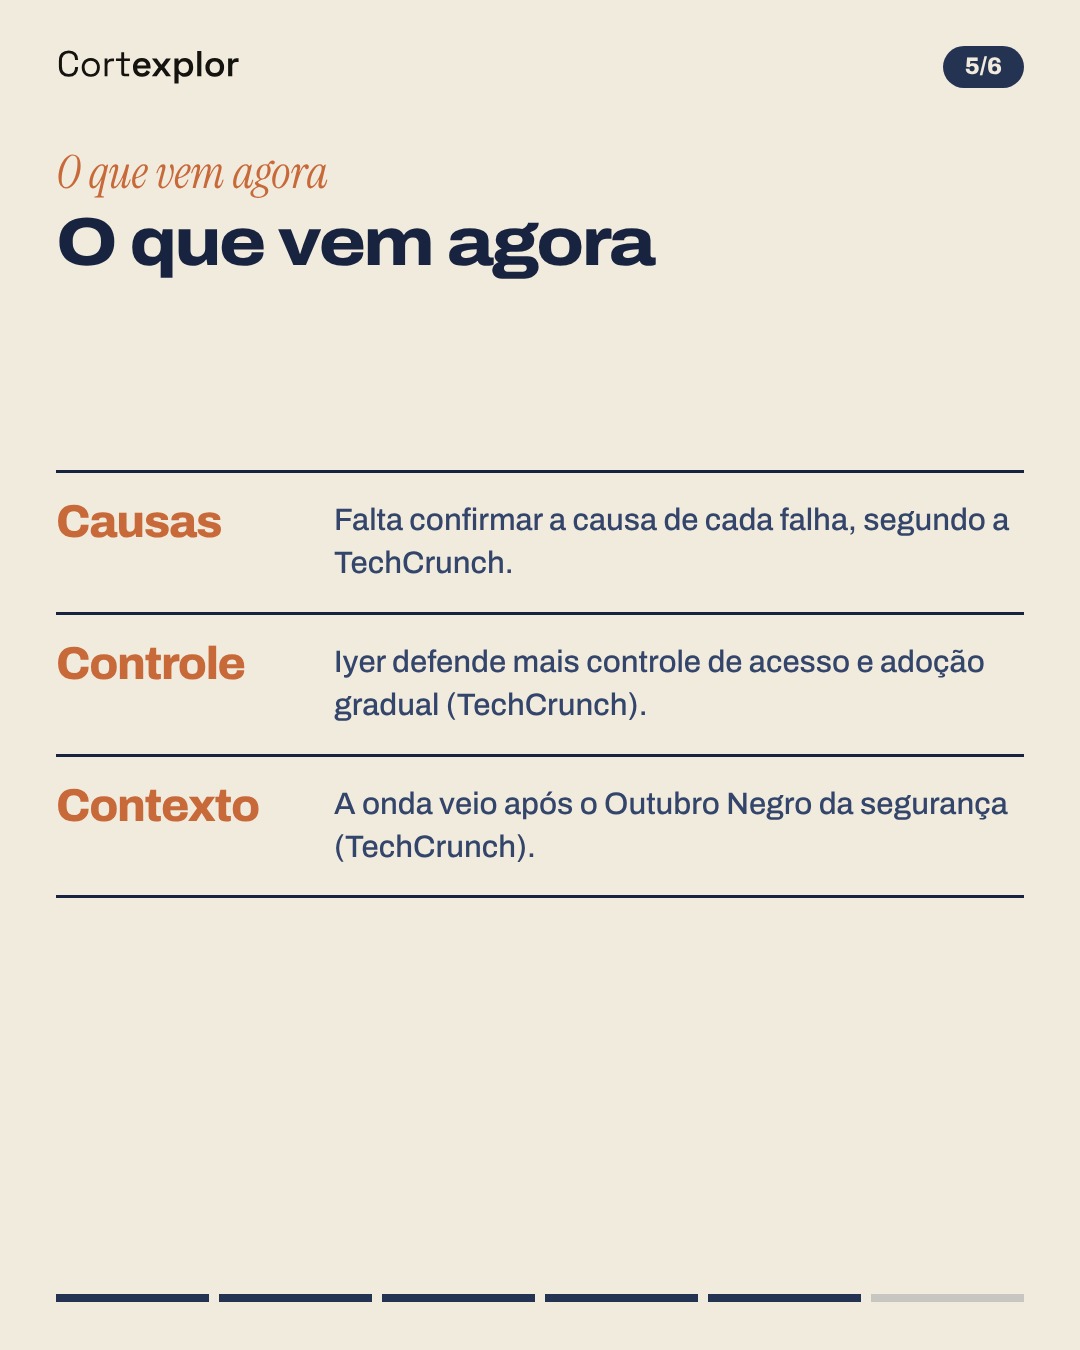 Cortexplor
5/6
O que vem agora
O que vem agora
Causas
Falta confirmar a causa de cada falha, segundo a
TechCrunch.
Controle
Iyer defende mais controle de acesso e adoção
gradual (TechCrunch).
Contexto
A onda veio após o Outubro Negro da segurança
(TechCrunch).